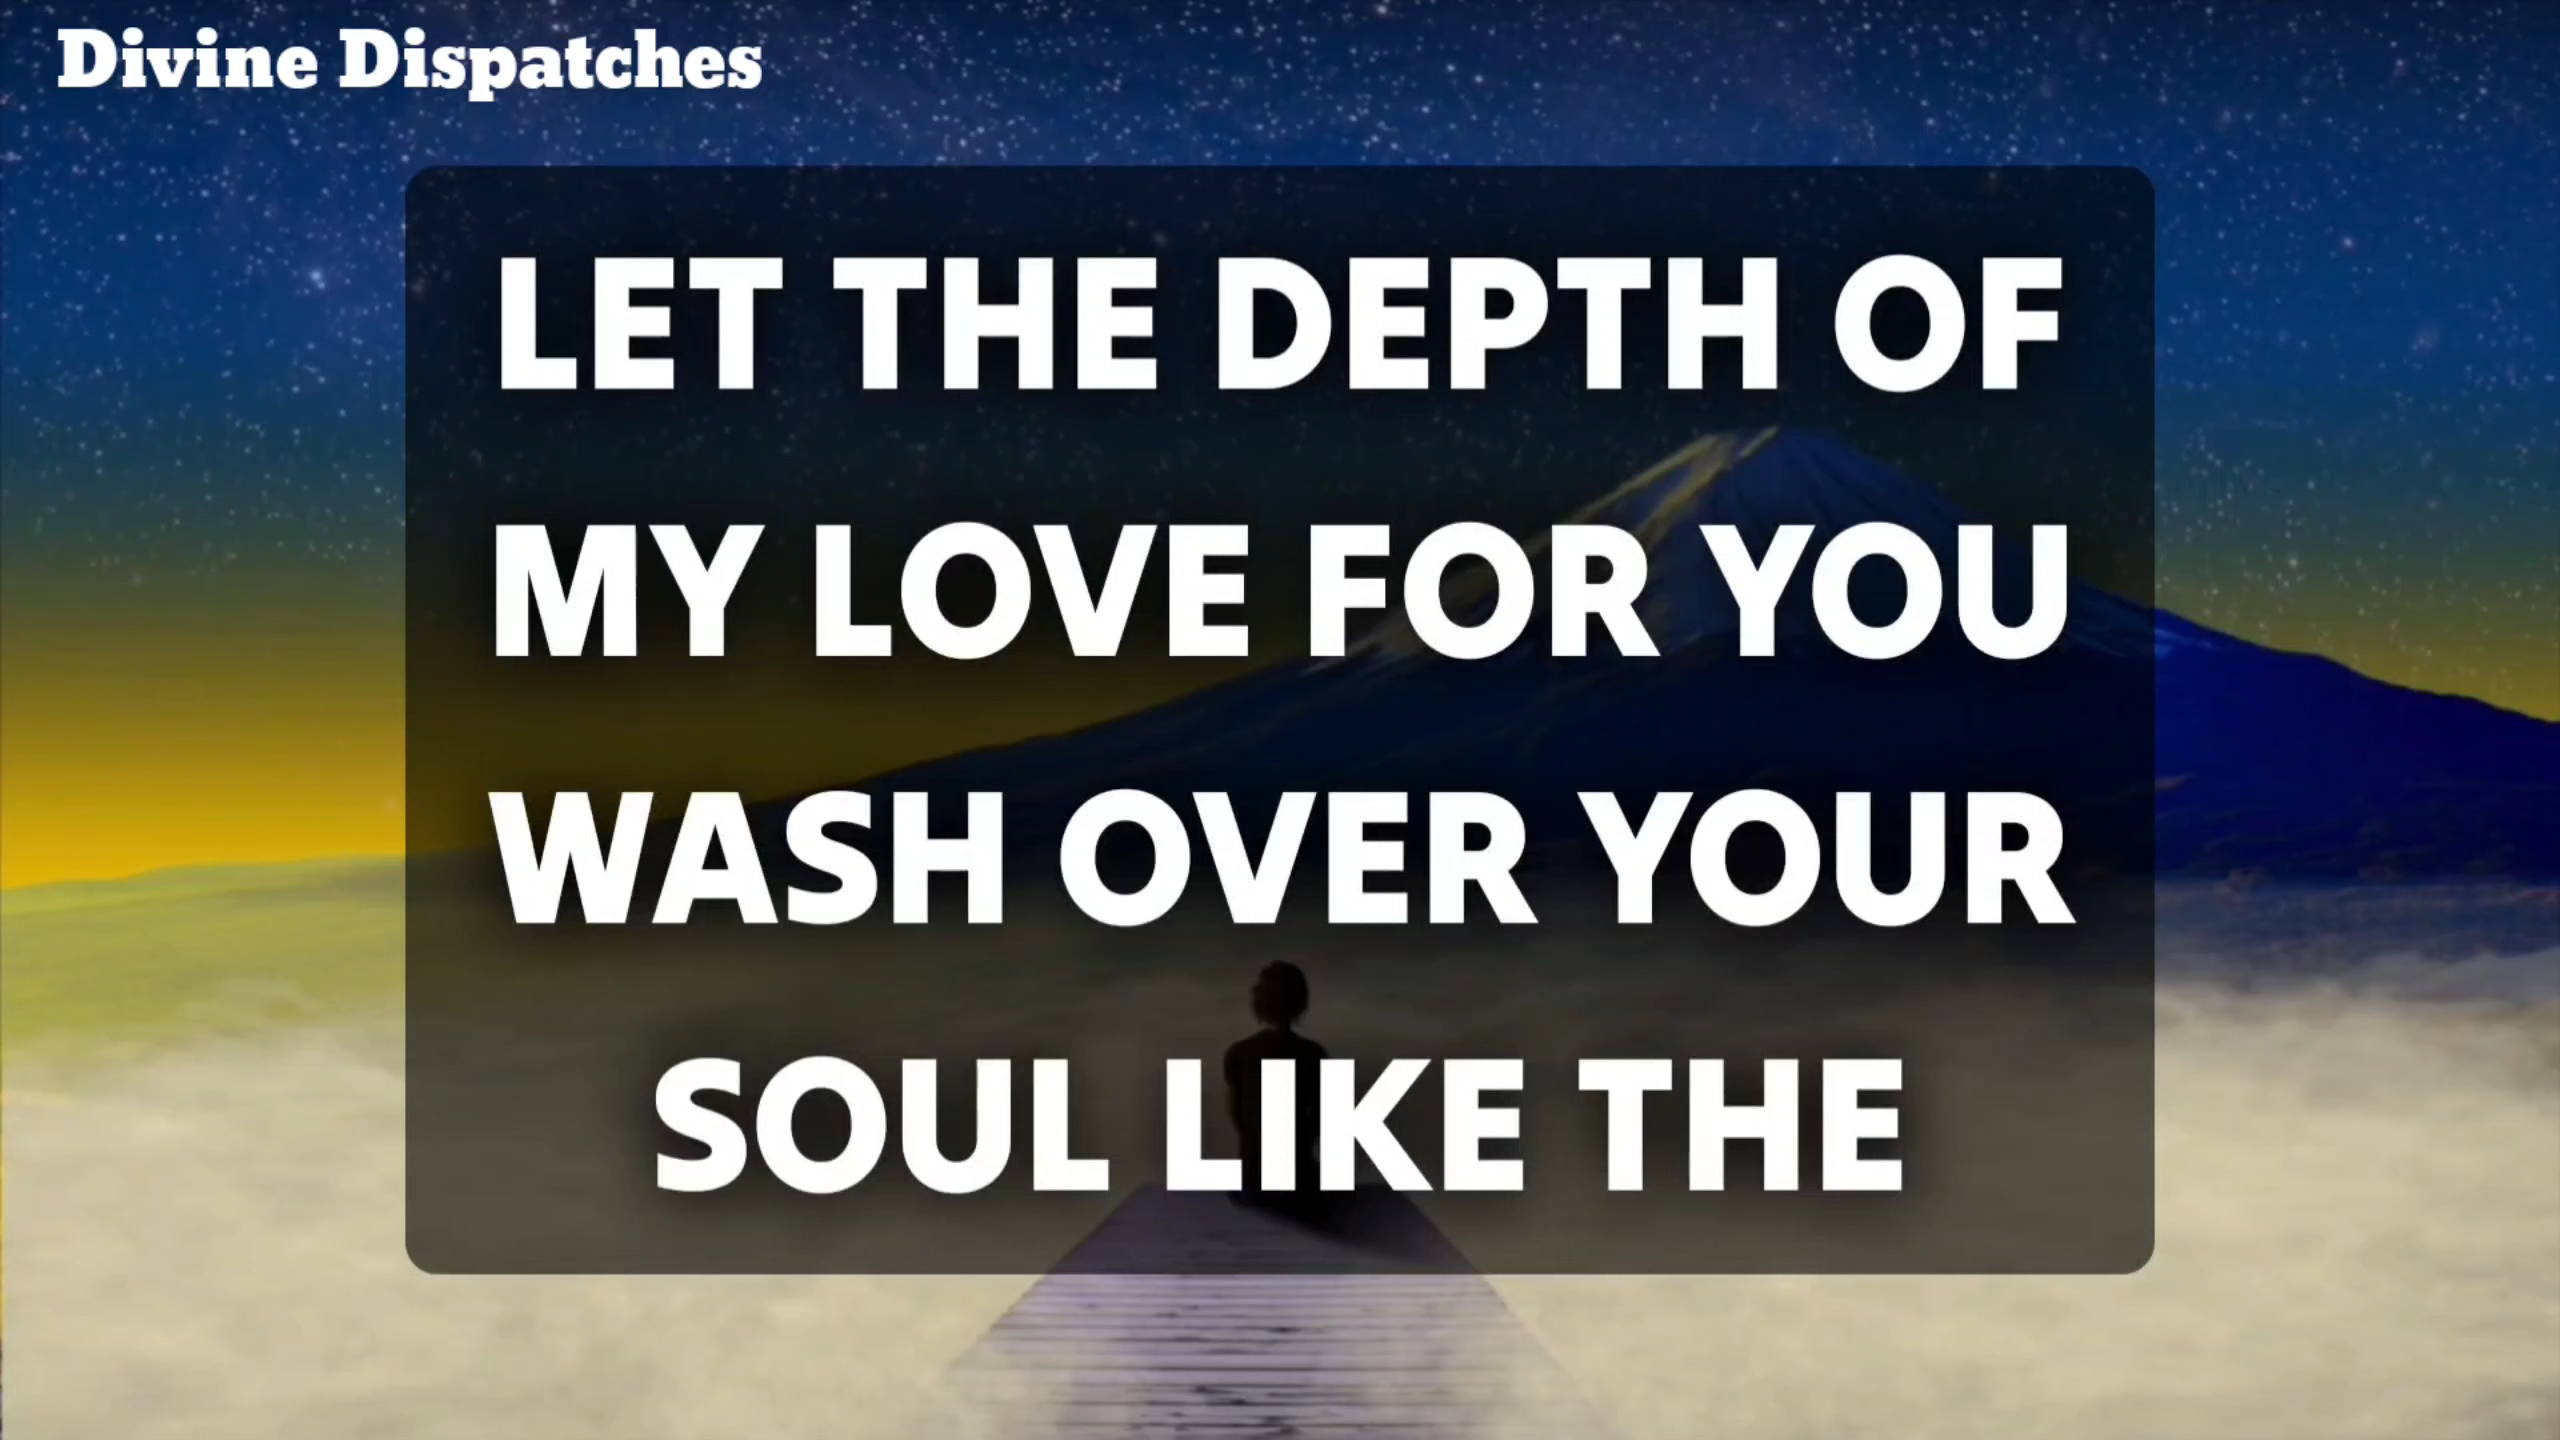 Divine Dispatches
LET THE DEPTH OF
MY LOVE FOR YOU
WASH OVER YOUR
SOUL LIKE THE